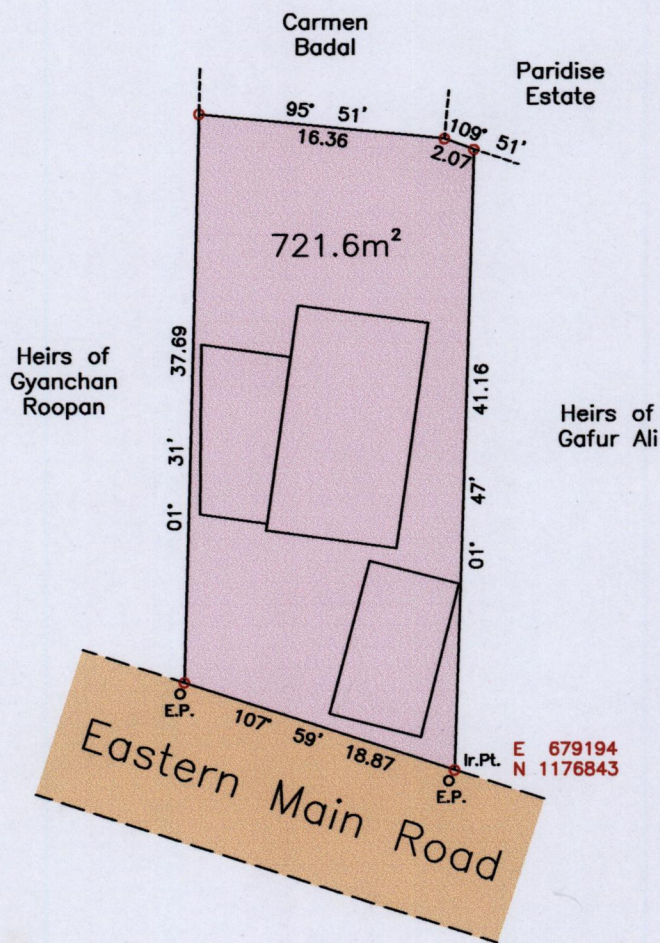 Carmen
Badal
Paridise
Estate
95° 51'
16.36
109° 51'
2.07
721.6m²
Heirs of
Gyanchan
Roopan
01° 31' 37.69
01° 47' 41.16
Heirs of
Gafur Ali
E.P.
107° 59' 18.87
Ir.Pt.
E 679194
N 1176843
E.P.
Eastern Main Road